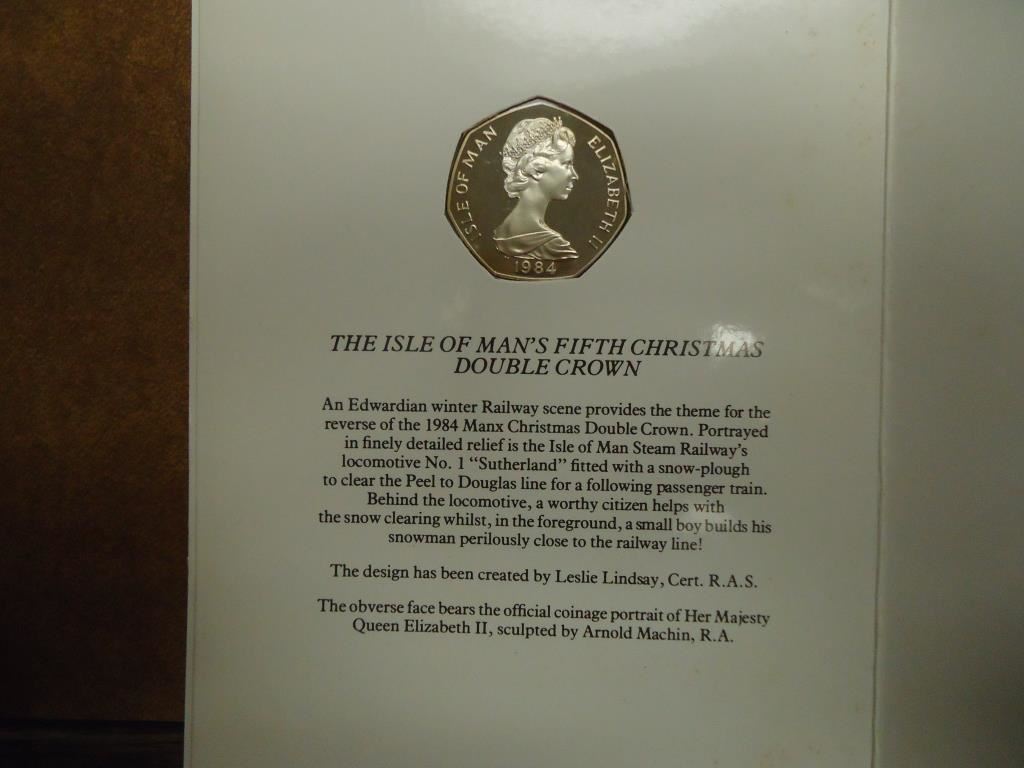 ISLE OF MAN
ELIZABETH II
1984
THE ISLE OF MAN'S FIFTH CHRISTMAS
DOUBLE CROWN
An Edwardian winter Railway scene provides the theme for the
reverse of the 1984 Manx Christmas Double Crown. Portrayed
in finely detailed relief is the Isle of Man Steam Railway's
locomotive No. 1 “Sutherland” fitted with a snow-plough
to clear the Peel to Douglas line for a following passenger train.
Behind the locomotive, a worthy citizen helps with
the snow clearing whilst, in the foreground, a small boy builds his
snowman perilously close to the railway line!
The design has been created by Leslie Lindsay, Cert. R.A.S.
The obverse face bears the official coinage portrait of Her Majesty
Queen Elizabeth II, sculpted by Arnold Machin, R.A.